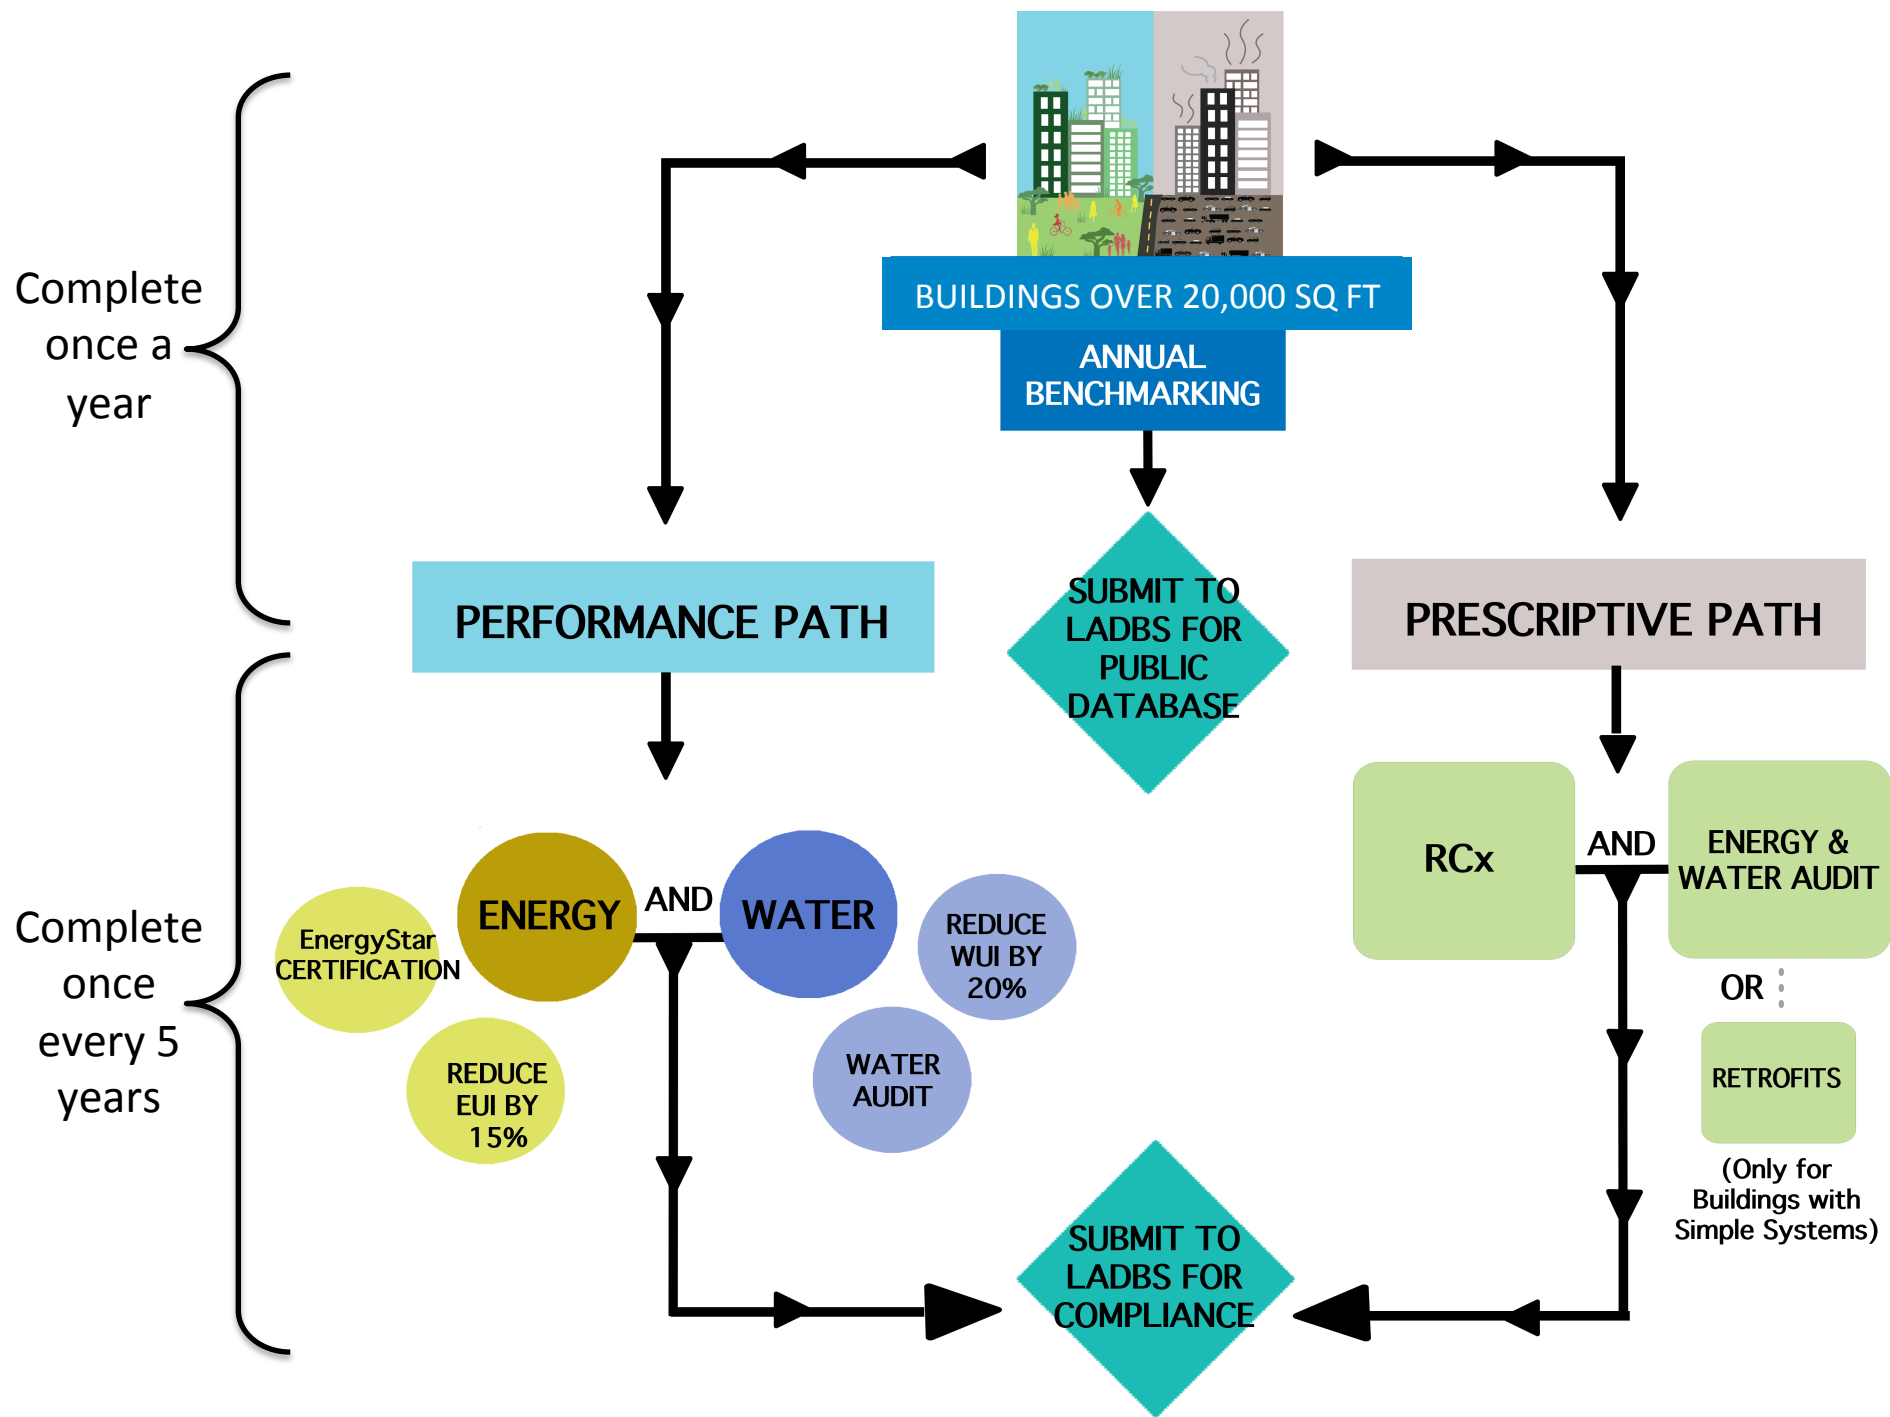 Complete
once a
year
BUILDINGS OVER 20,000 SQ FT
ANNUAL
BENCHMARKING
PERFORMANCE PATH
SUBMIT TO
LADBS FOR
PUBLIC
DATABASE
PRESCRIPTIVE PATH
Complete
once
every 5
years
EnergyStar
CERTIFICATION
ENERGY
AND
WATER
REDUCE
EUI BY
15%
REDUCE
WUI BY
20%
WATER
AUDIT
RCx
AND
ENERGY &
WATER AUDIT
OR
RETROFITS
(Only for
Buildings with
Simple Systems)
SUBMIT TO
LADBS FOR
COMPLIANCE